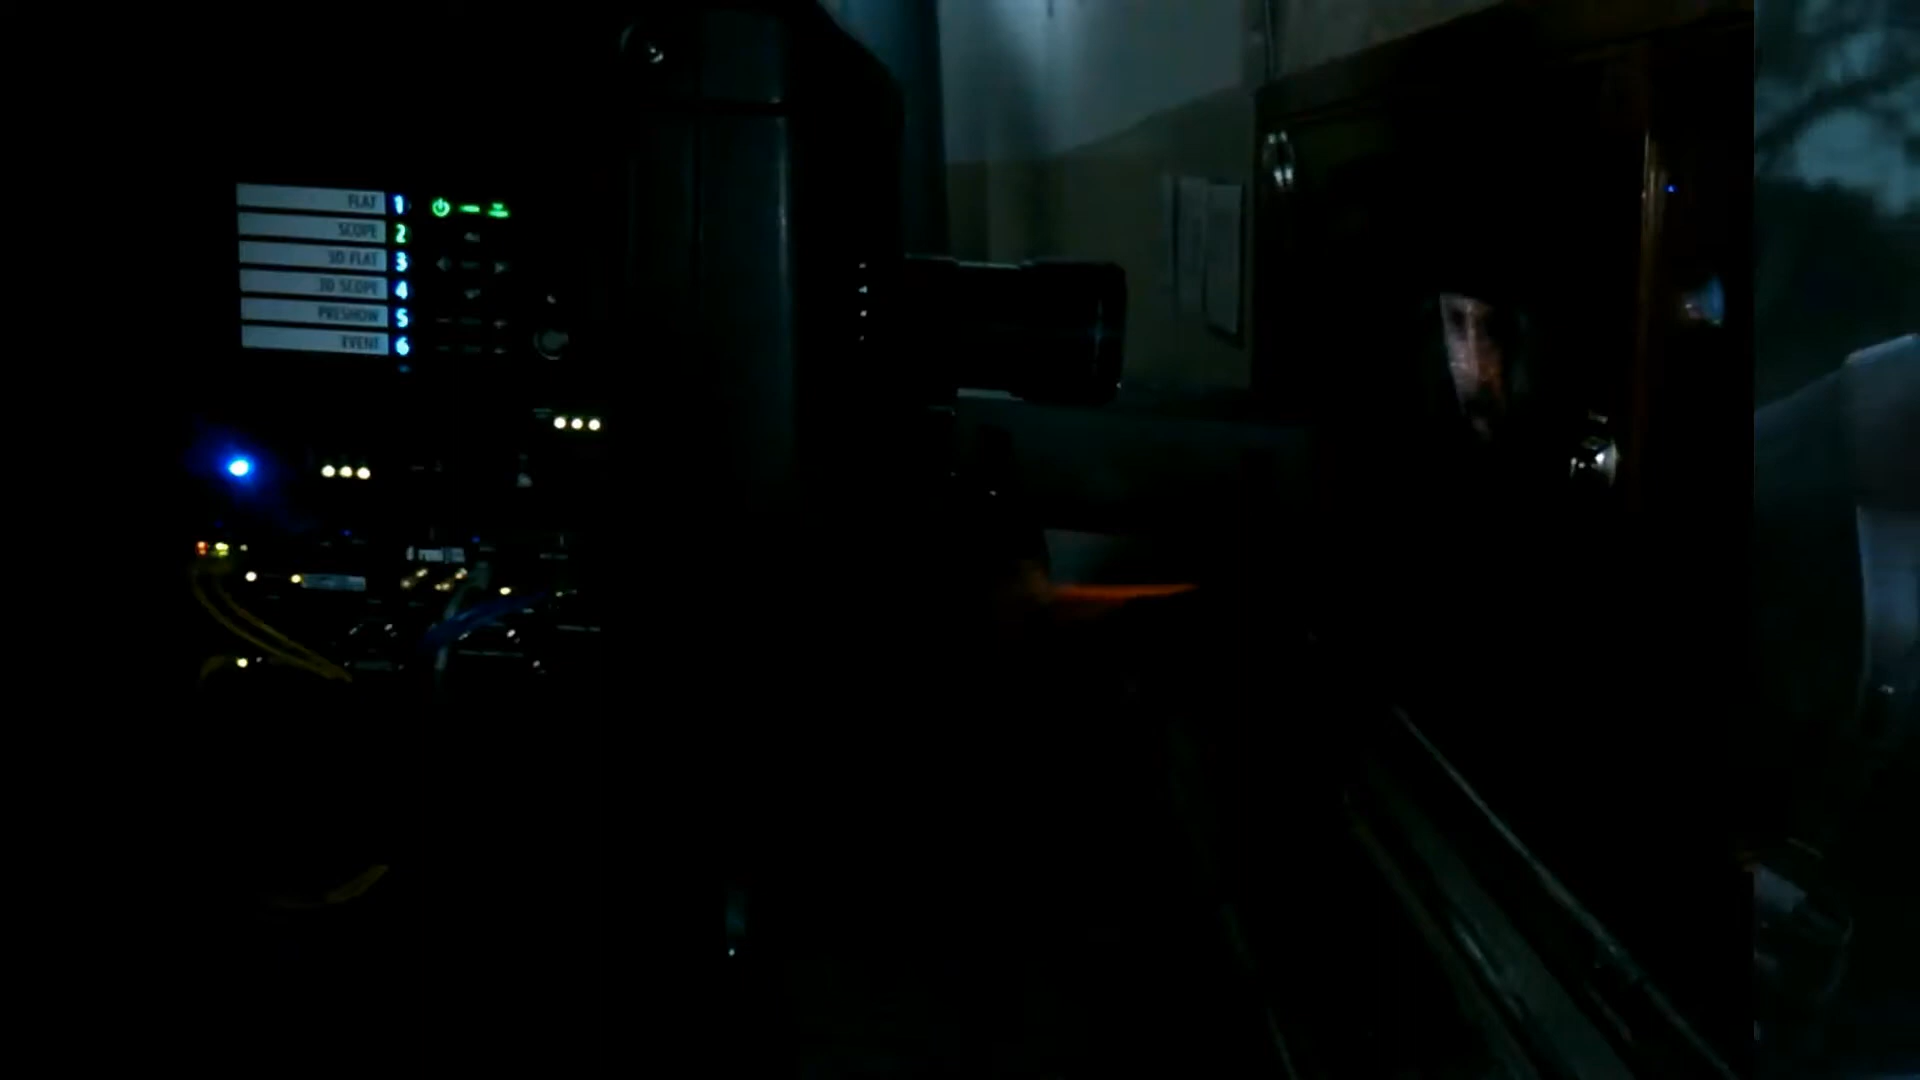 FLAT 1
SCOPE 2
3D FLAT 3
3D SCOPE 4
PRESHOW 5
EVENT 6